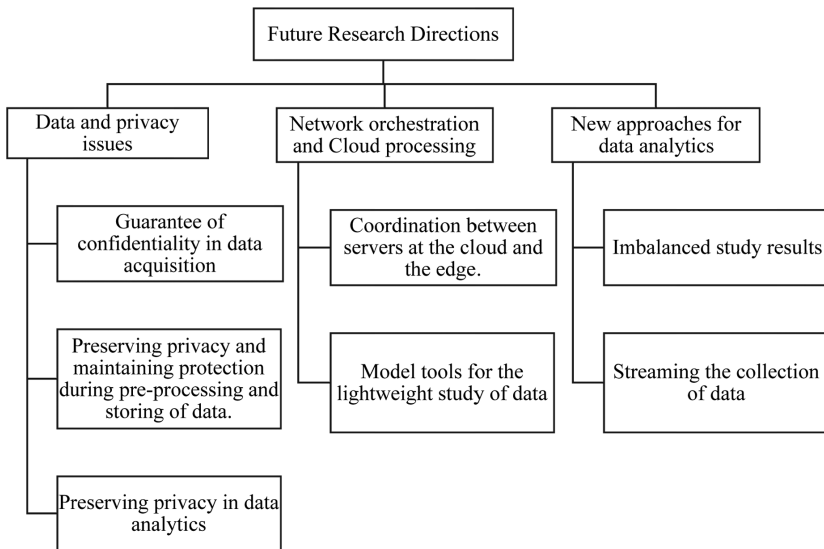 Future Research Directions
Data and privacy
issues
Network orchestration
and Cloud processing
New approaches for
data analytics
Guarantee of
confidentiality in data
acquisition
Coordination between
servers at the cloud and
the edge.
Imbalanced study results
Preserving privacy and
maintaining protection
during pre-processing and
storing of data.
Model tools for the
lightweight study of data
Streaming the collection
of data
Preserving privacy in data
analytics